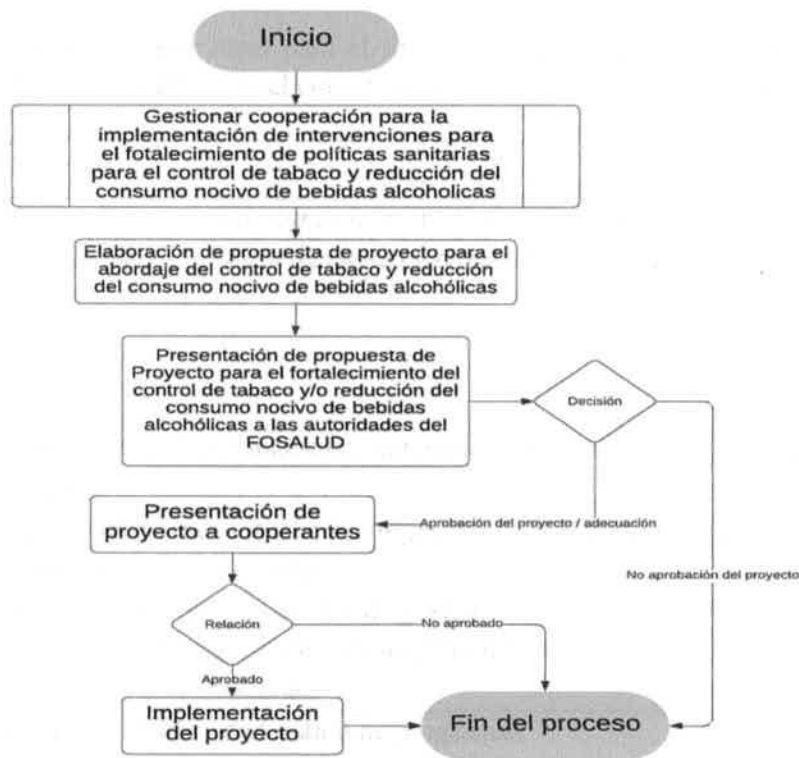 Inicio
Gestionar cooperación para la
implementación de intervenciones para
el fotalecimiento de políticas sanitarias
para el control de tabaco y reducción del
consumo nocivo de bebidas alcoholicas
Elaboración de propuesta de proyecto para el
abordaje del control de tabaco y reducción
del consumo nocivo de bebidas alcohólicas
Presentación de propuesta de
Proyecto para el fortalecimiento del
control de tabaco y/o reducción del
consumo nocivo de bebidas
alcohólicas a las autoridades del
FOSALUD
Decisión
Aprobación del proyecto / adecuación
No aprobación del proyecto
Presentación de
proyecto a cooperantes
Relación
No aprobado
Aprobado
Implementación
del proyecto
Fin del proceso